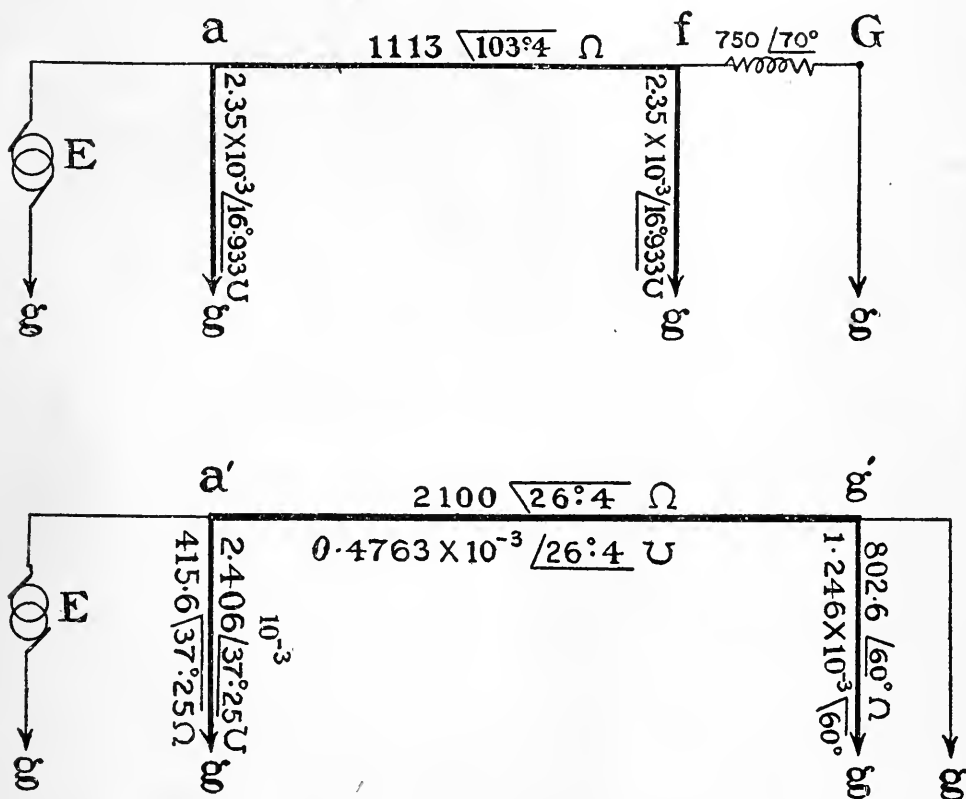 a
1113 \103°·4 Ω
f
750 /70°
G
E
2·35 X 10⁻³ /16°·933 ℧
2·35 X 10⁻³ /16°·933 ℧
a′
2100 \26°·4 Ω
0·4763 X 10⁻³ /26°·4 ℧
E
415·6 \37°·25 Ω
2·406 /37°·25 ℧
10⁻³
1·246 X 10⁻³ \60°
802·6 /60° Ω